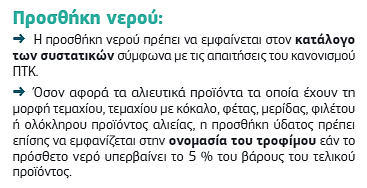 Προσθήκη νερού:
➔ Η προσθήκη νερού πρέπει να εμφαίνεται στον κατάλογο
των συστατικών σύμφωνα με τις απαιτήσει του κανονισμού
ΠΤΚ.
➔ Όσον αφορά τα αλιευτικά προϊόντα τα οποία έχουν τη
μορφή τεμαχίου, τεμαχίου με κόκαλο, φέτας, μερίδας, φιλέτου
ή ολόκληρου προϊόντος αλιείας, η προσθήκη ύδατος πρέπει
επίσης να εμφανίζεται στην ονομασία του τροφίμου εάν το
πρόσθετο νερό υπερβαίνει το 5 % του βάρους του τελικού
προϊόντος.